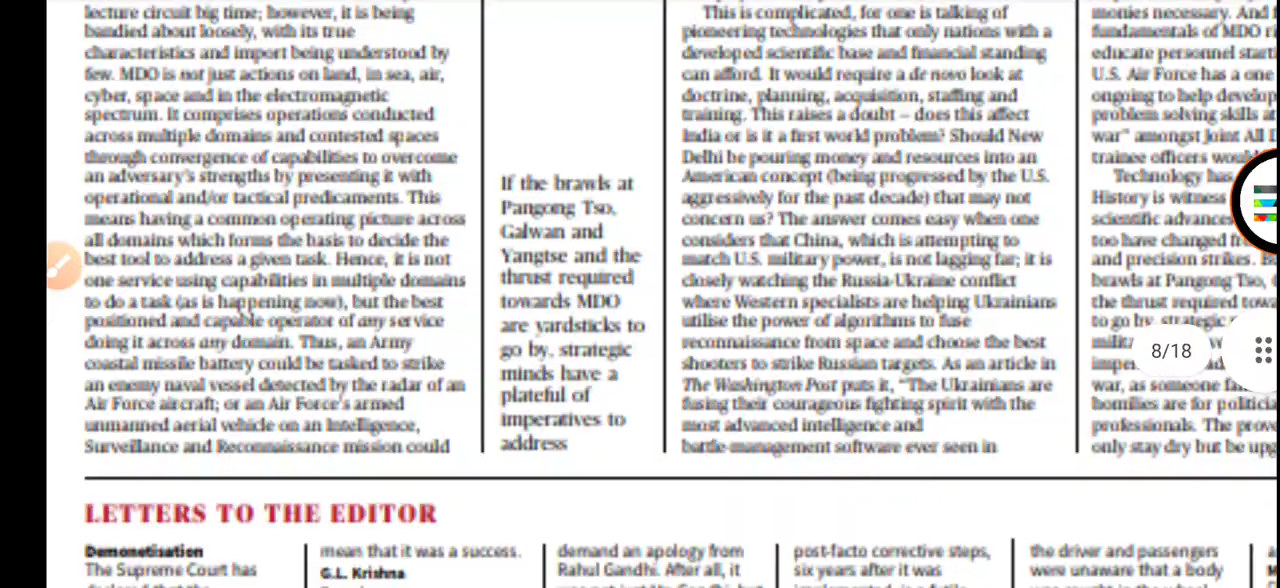 lecture circuit big time; however, it is being
bandied about loosely, with its true
characteristics and import being understood by
few. MDO is not just actions on land, in sea, air,
cyber, space and in the electromagnetic
spectrum. It comprises operations conducted
across multiple domains and contested spaces
through convergence of capabilities to overcome
an adversary's strengths by presenting it with
operational and/or tactical predicaments. This
means having a common operating picture across
all domains which forms the basis to decide the
best tool to address a given task. Hence, it is not
one service using capabilities in multiple domains
to do a task (as is happening now), but the best
positioned and capable operator of any service
doing it across any domain. Thus, an Army
coastal missile battery could be tasked to strike
an enemy naval vessel detected by the radar of an
Air Force aircraft; or an Air Force's armed
unmanned aerial vehicle on an Intelligence,
Surveillance and Reconnaissance mission could
If the brawls at
Pangong Tso,
Galwan and
Yangtse and the
thrust required
towards MDO
are yardsticks to
go by, strategic
minds have a
plateful of
imperatives to
address
This is complicated, for one is talking of
pioneering technologies that only nations with a
developed scientific base and financial standing
can afford. It would require a de novo look at
doctrine, planning, acquisition, staffing and
training. This raises a doubt – does this affect
India or is it a first world problem? Should New
Delhi be pouring money and resources into an
American concept (being progressed by the U.S.
aggressively for the past decade) that may not
concern us? The answer comes easy when one
considers that China, which is attempting to
match U.S. military power, is not lagging far; it is
closely watching the Russia-Ukraine conflict
where Western specialists are helping Ukrainians
utilise the power of algorithms to fuse
reconnaissance from space and choose the best
shooters to strike Russian targets. As an article in
The Washington Post puts it, "The Ukrainians are
fusing their courageous fighting spirit with the
most advanced intelligence and
battle-management software ever seen in
monies necessary. And
fundamentals of MDO
educate personnel
U.S. Air Force has a one
ongoing to help develop
problem solving skills
war" amongst Joint All
trainee officers
Technology has
History is witness
scientific advances
too have changed
and precision strikes.
brawls at Pangong Tso,
the thrust required
to go by, strategic
war, as someone
homilies are for
professionals. The
only stay dry but be
8/18
LETTERS TO THE EDITOR
Demonetisation
The Supreme Court has
mean that it was a success.
G.L. Krishna
demand an apology from
Rahul Gandhi. After all, it
post-facto corrective steps,
six years after it was
the driver and passengers
were unaware that a body